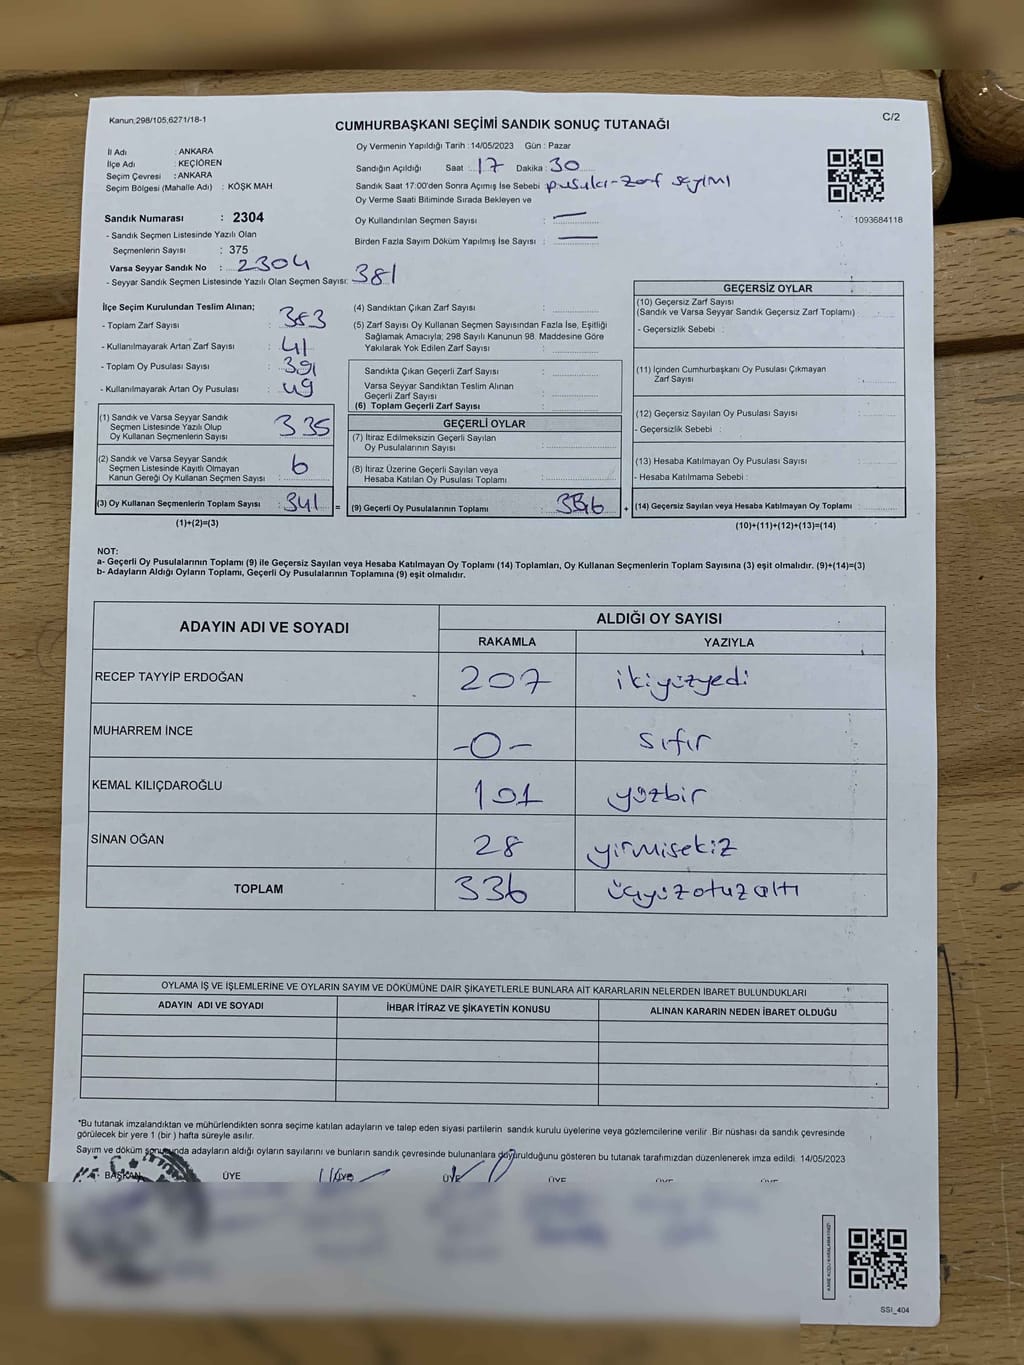 Kanun,298/105,6271/18-1
C/2
CUMHURBAŞKANI SEÇİMİ SANDIK SONUÇ TUTANAĞI
İl Adı : ANKARA
İlçe Adı : KEÇİÖREN
Seçim Çevresi : ANKARA
Seçim Bölgesi (Mahalle Adı) : KÖŞK MAH.
Oy Vermenin Yapıldığı Tarih : 14/05/2023 Gün : Pazar
Sandığın Açıldığı Saat : 17 Dakika : 30
Sandık Saat 17:00'den Sonra Açımış İse Sebebi pusula-zarf sayımı
Oy Verme Saati Bitiminde Sırada Bekleyen ve
Oy Kullandırılan Seçmen Sayısı : —
Birden Fazla Sayım Döküm Yapılmış İse Sayısı : —
1093684118
Sandık Numarası : 2304
- Sandık Seçmen Listesinde Yazılı Olan
Seçmenlerin Sayısı : 375
Varsa Seyyar Sandık No : 2304
- Seyyar Sandık Seçmen Listesinde Yazılı Olan Seçmen Sayısı: 381
İlçe Seçim Kurulundan Teslim Alınan;
- Toplam Zarf Sayısı : 383
- Kullanılmayarak Artan Zarf Sayısı : 41
- Toplam Oy Pusulası Sayısı : 391
- Kullanılmayarak Artan Oy Pusulası : 49
(1) Sandık ve Varsa Seyyar Sandık
Seçmen Listesinde Yazılı Olup
Oy Kullanan Seçmenlerin Sayısı : 335
(2) Sandık ve Varsa Seyyar Sandık
Seçmen Listesinde Kayıtlı Olmayan
Kanun Gereği Oy Kullanan Seçmen Sayısı : 6
(3) Oy Kullanan Seçmenlerin Toplam Sayısı : 341 =
(1)+(2)=(3)
(4) Sandıktan Çıkan Zarf Sayısı :
(5) Zarf Sayısı Oy Kullanan Seçmen Sayısından Fazla İse, Eşitliği
Sağlamak Amacıyla; 298 Sayılı Kanunun 98. Maddesine Göre
Yakılarak Yok Edilen Zarf Sayısı :
Sandıkta Çıkan Geçerli Zarf Sayısı :
Varsa Seyyar Sandıktan Teslim Alınan
Geçerli Zarf Sayısı :
(6) Toplam Geçerli Zarf Sayısı :
GEÇERLİ OYLAR
(7) İtiraz Edilmeksizin Geçerli Sayılan
Oy Pusulalarının Sayısı :
(8) İtiraz Üzerine Geçerli Sayılan veya
Hesaba Katılan Oy Pusulası Toplamı :
(9) Geçerli Oy Pusulalarının Toplamı : 336 +
GEÇERSİZ OYLAR
(10) Geçersiz Zarf Sayısı
(Sandık ve Varsa Seyyar Sandık Geçersiz Zarf Toplamı) :
- Geçersizlik Sebebi :
(11) İçinden Cumhurbaşkanı Oy Pusulası Çıkmayan
Zarf Sayısı :
(12) Geçersiz Sayılan Oy Pusulası Sayısı :
- Geçersizlik Sebebi :
(13) Hesaba Katılmayan Oy Pusulası Sayısı :
- Hesaba Katılmama Sebebi :
(14) Geçersiz Sayılan veya Hesaba Katılmayan Oy Toplamı :
(10)+(11)+(12)+(13)=(14)
NOT:
a- Geçerli Oy Pusulalarının Toplamı (9) ile Geçersiz Sayılan veya Hesaba Katılmayan Oy Toplamı (14) Toplamları, Oy Kullanan Seçmenlerin Toplam Sayısına (3) eşit olmalıdır. (9)+(14)=(3)
b- Adayların Aldığı Oyların Toplamı, Geçerli Oy Pusulalarının Toplamına (9) eşit olmalıdır.
ADAYIN ADI VE SOYADI
ALDIĞI OY SAYISI
RAKAMLA YAZIYLA
RECEP TAYYİP ERDOĞAN 207 ikiyüzyedi
MUHARREM İNCE -0- sıfır
KEMAL KILIÇDAROĞLU 101 yüzbir
SİNAN OĞAN 28 yirmisekiz
TOPLAM 336 üçyüzotuzaltı
OYLAMA İŞ VE İŞLEMLERİNE VE OYLARIN SAYIM VE DÖKÜMÜNE DAİR ŞİKAYETLERLE BUNLARA AİT KARARLARIN NELERDEN İBARET BULUNDUKLARI
ADAYIN ADI VE SOYADI İHBAR İTİRAZ VE ŞİKAYETİN KONUSU ALINAN KARARIN NEDEN İBARET OLDUĞU
*Bu tutanak imzalandıktan ve mühürlendikten sonra seçime katılan adayların ve talep eden siyasi partilerin sandık kurulu üyelerine veya gözlemcilerine verilir. Bir nüshası da sandık çevresinde
görülecek bir yere 1 (bir ) hafta süreyle asılır.
Sayım ve döküm sonucunda adayların aldığı oyların sayılarını ve bunların sandık çevresinde bulunanlara duyurulduğunu gösteren bu tutanak tarafımızdan düzenlenerek imza edildi. 14/05/2023
BAŞKAN ÜYE ÜYE ÜYE ÜYE ÜYE ÜYE
SSI_404